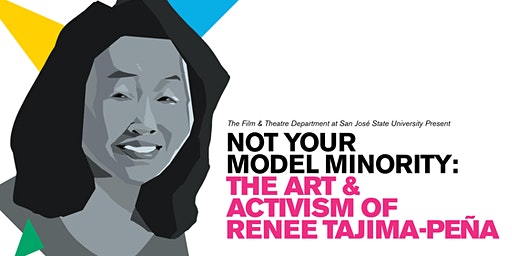 The Film & Theatre Department at San José State University Present
NOT YOUR
MODEL MINORITY:
THE ART &
ACTIVISM OF
RENEE TAJIMA-PEÑA